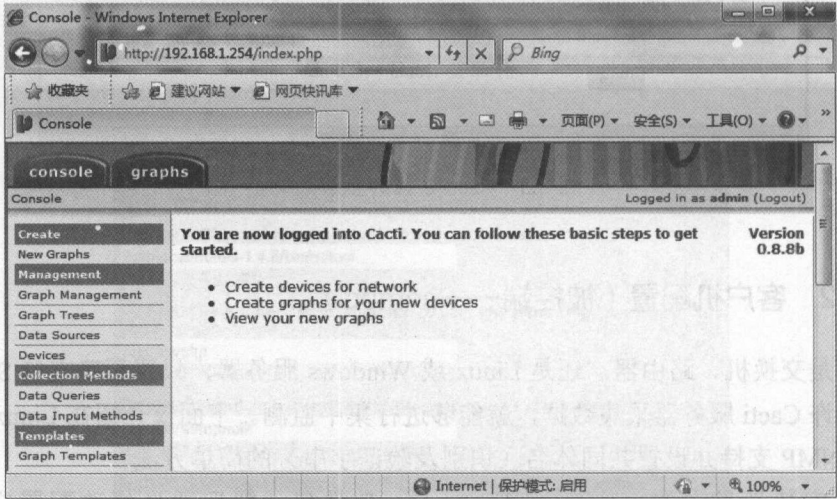 Console - Windows Internet Explorer
http://192.168.1.254/index.php
Bing
收藏夹 建议网站 网页快讯库
Console
页面(P) 安全(S) 工具(O) »
console graphs
Console
Logged in as admin (Logout)
Create
New Graphs
Management
Graph Management
Graph Trees
Data Sources
Devices
Collection Methods
Data Queries
Data Input Methods
Templates
Graph Templates
You are now logged into Cacti. You can follow these basic steps to get
started.
• Create devices for network
• Create graphs for your new devices
• View your new graphs
Version
0.8.8b
Internet | 保护模式: 启用
100%